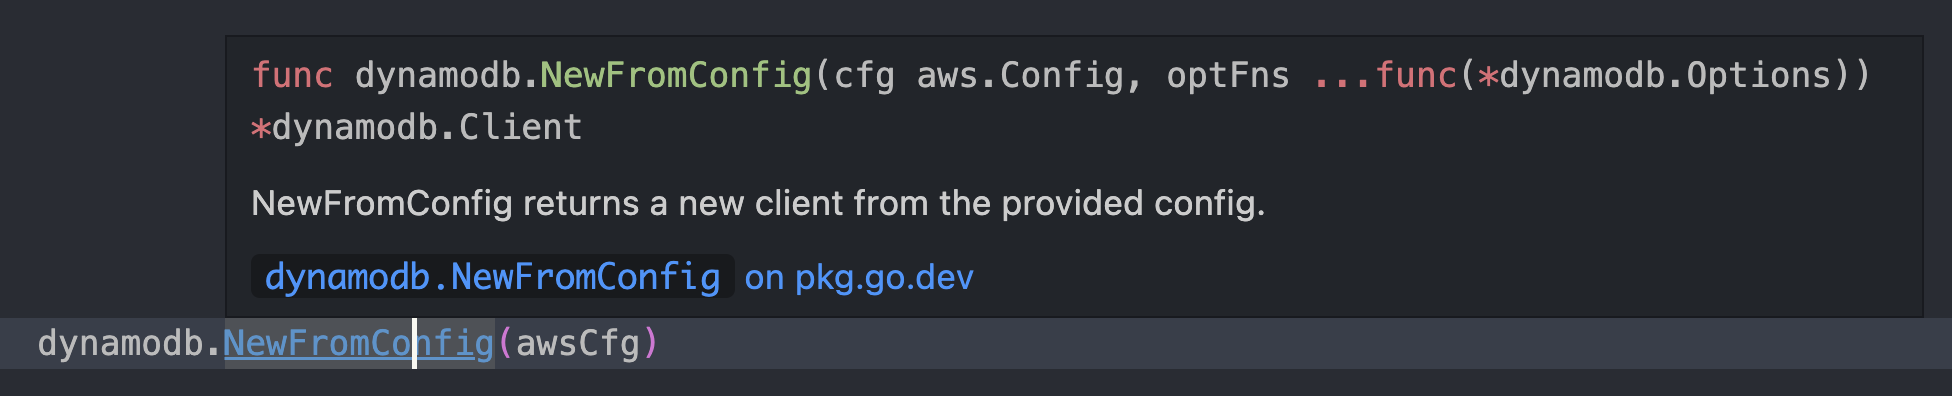 func dynamodb.NewFromConfig(cfg aws.Config, optFns ...func(*dynamodb.Options))
*dynamodb.Client
NewFromConfig returns a new client from the provided config.
dynamodb.NewFromConfig on pkg.go.dev
dynamodb.NewFromConfig(awsCfg)